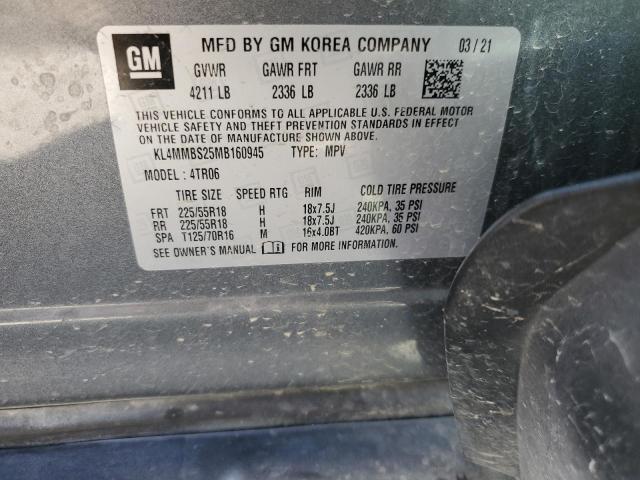 GM MFD BY GM KOREA COMPANY 03/21
GVWR GAWR FRT GAWR RR
4211 LB 2336 LB 2336 LB
THIS VEHICLE CONFORMS TO ALL APPLICABLE U.S. FEDERAL MOTOR
VEHICLE SAFETY AND THEFT PREVENTION STANDARDS IN EFFECT
ON THE DATE OF MANUFACTURE SHOWN ABOVE.
KL4MMBS25MB160945 TYPE: MPV
MODEL: 4TR06
TIRE SIZE SPEED RTG RIM COLD TIRE PRESSURE
FRT 225/55R18 H 18x7.5J 240KPA, 35 PSI
RR 225/55R18 H 18x7.5J 240KPA, 35 PSI
SPA T125/70R16 M 16x4.0BT 420KPA, 60 PSI
SEE OWNER'S MANUAL FOR MORE INFORMATION.